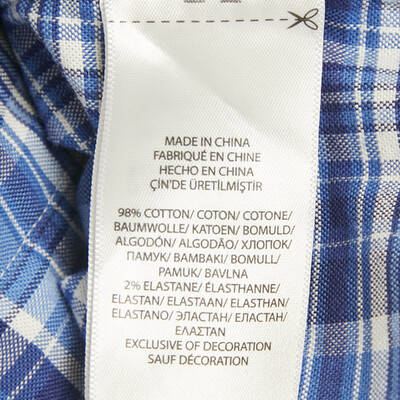 MADE IN CHINA
FABRIQUÉ EN CHINE
HECHO EN CHINA
ÇİN'DE ÜRETİLMİŞTİR
98% COTTON/ COTON/ COTONE/
BAUMWOLLE/ KATOEN/ BOMULD/
ALGODÓN/ ALGODÃO/ ХЛОПОК/
ПАМУК/ ΒΑΜΒΑΚΙ/ BOMULL/
PAMUK/ BAVLNA
2% ELASTANE/ ÉLASTHANNE/
ELASTAN/ ELASTAAN/ ELASTHAN/
ELASTANO/ ЭЛАСТАН/ ЕЛАСТАН/
ΕΛΑΣΤΑΝ
EXCLUSIVE OF DECORATION
SAUF DÉCORATION